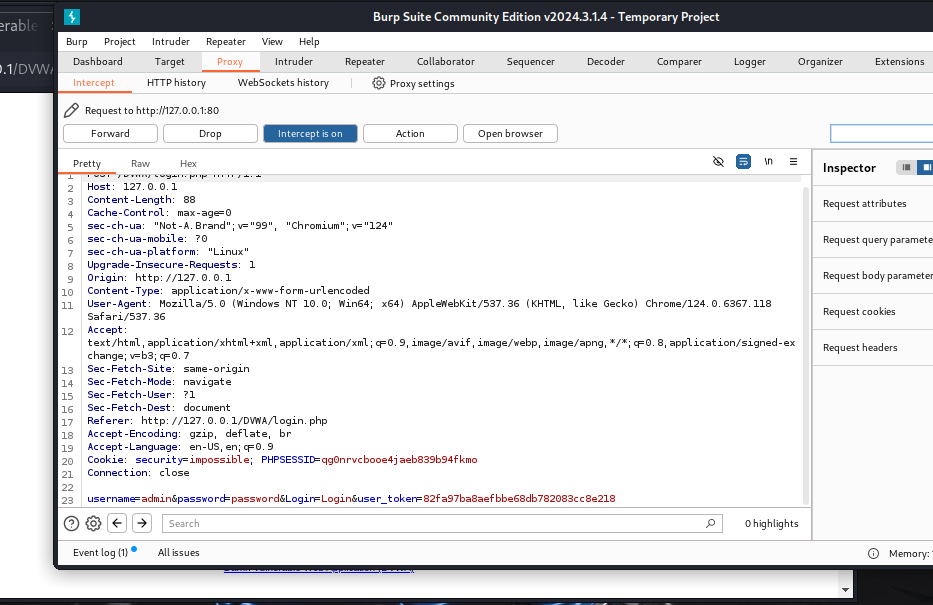 erable
Burp Suite Community Edition v2024.3.1.4 - Temporary Project
Burp Project Intruder Repeater View Help
0.1/DVWA
Dashboard Target Proxy Intruder Repeater Collaborator Sequencer Decoder Comparer Logger Organizer Extensions
Intercept HTTP history WebSockets history Proxy settings
Request to http://127.0.0.1:80
Forward Drop Intercept is on Action Open browser
Pretty Raw Hex \n
Inspector
1 POST /DVWA/login.php HTTP/1.1
2 Host: 127.0.0.1
3 Content-Length: 88
4 Cache-Control: max-age=0
5 sec-ch-ua: "Not-A.Brand";v="99", "Chromium";v="124"
6 sec-ch-ua-mobile: ?0
7 sec-ch-ua-platform: "Linux"
8 Upgrade-Insecure-Requests: 1
9 Origin: http://127.0.0.1
10 Content-Type: application/x-www-form-urlencoded
11 User-Agent: Mozilla/5.0 (Windows NT 10.0; Win64; x64) AppleWebKit/537.36 (KHTML, like Gecko) Chrome/124.0.6367.118
Safari/537.36
12 Accept:
text/html,application/xhtml+xml,application/xml;q=0.9,image/avif,image/webp,image/apng,*/*;q=0.8,application/signed-ex
change;v=b3;q=0.7
13 Sec-Fetch-Site: same-origin
14 Sec-Fetch-Mode: navigate
15 Sec-Fetch-User: ?1
16 Sec-Fetch-Dest: document
17 Referer: http://127.0.0.1/DVWA/login.php
18 Accept-Encoding: gzip, deflate, br
19 Accept-Language: en-US,en;q=0.9
20 Cookie: security=impossible; PHPSESSID=qg0nrvcbooe4jaeb839b94fkmo
21 Connection: close
22
23 username=admin&password=password&Login=Login&user_token=82fa97ba8aefbbe68db782083cc8e218
Request attributes
Request query paramete
Request body parameter
Request cookies
Request headers
Search
0 highlights
Event log (1) All issues
Memory: